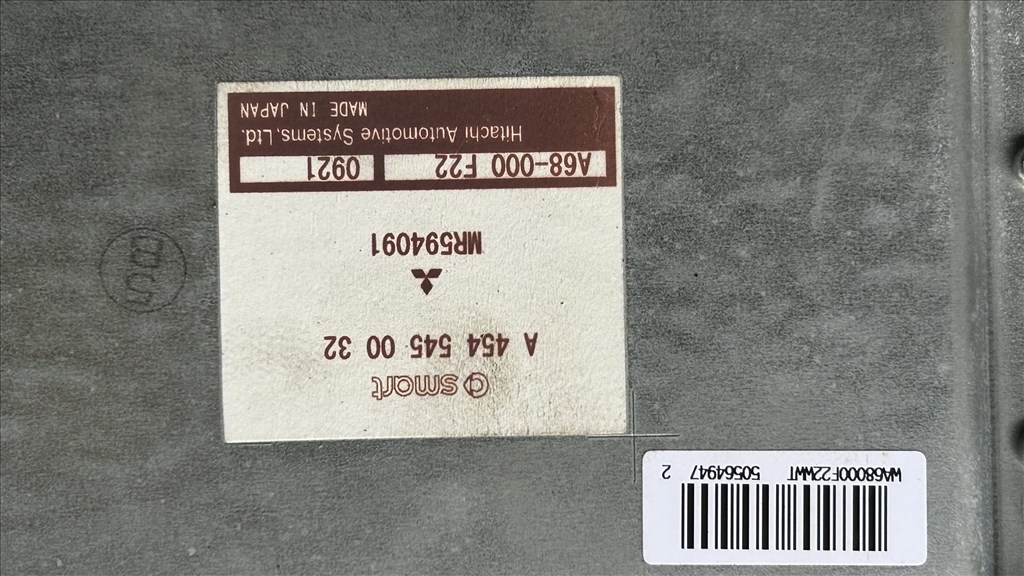 smart
A 454 545 00 32
MR594091
A68-000 F22 0921
Hitachi Automotive Systems,Ltd.
MADE IN JAPAN
WA68000F22WWT 50564947 2